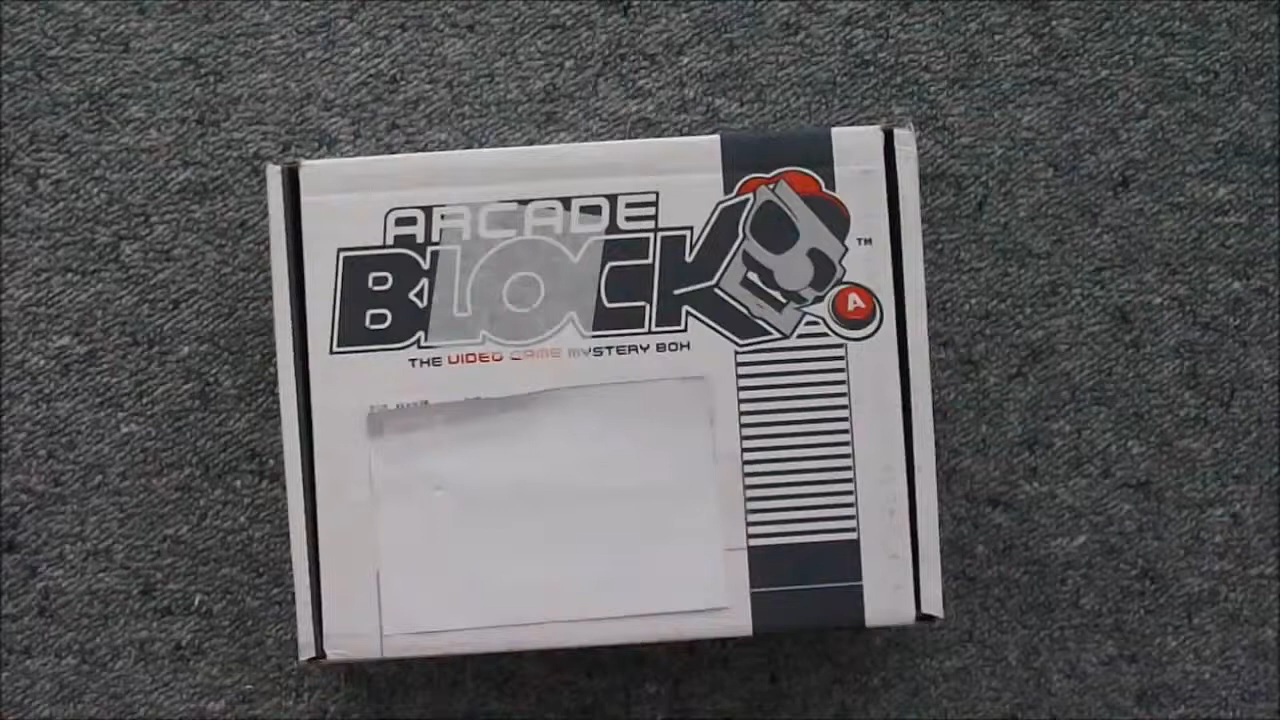 ARCADE
BLOCK
TM
A
THE VIDEO GAME MYSTERY BOX